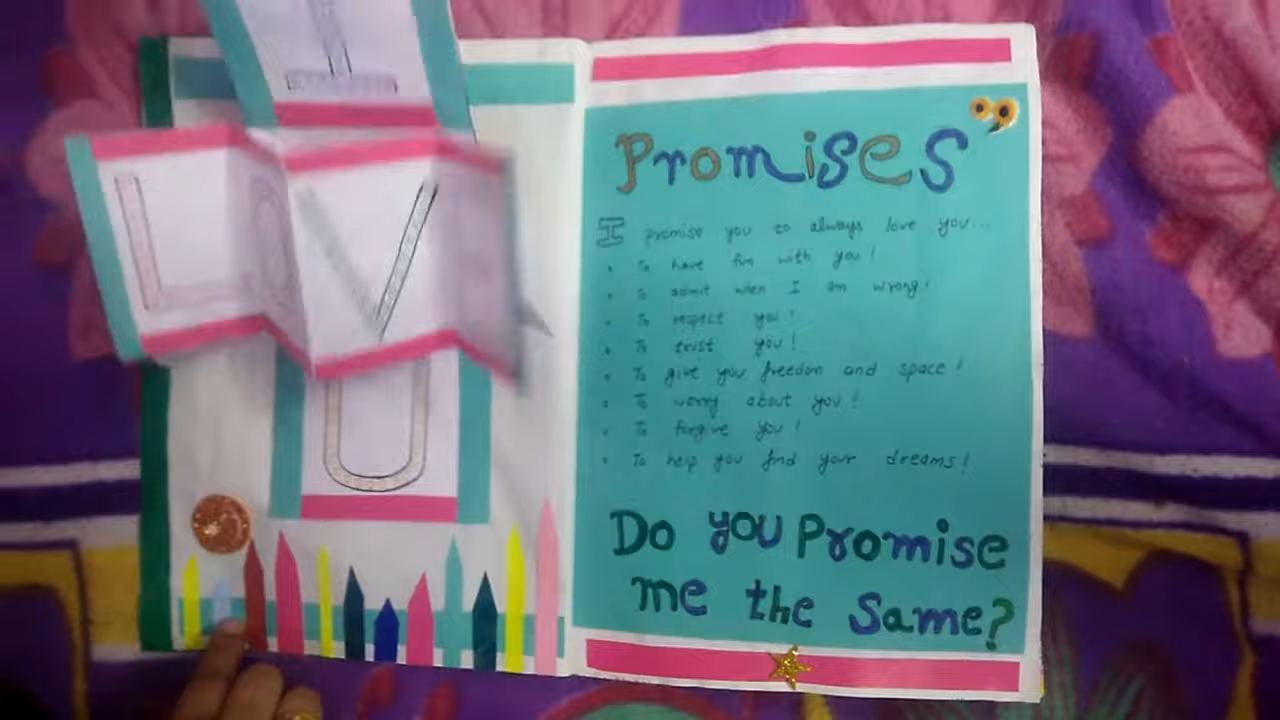 I
L O V
U
Promises
I promise you to always love you...
• To have fun with you!
• To admit when I am wrong!
• To respect you!
• To trust you!
• To give you freedom and space!
• To worry about you!
• To forgive you!
• To help you find your dreams!
Do you Promise
me the Same?